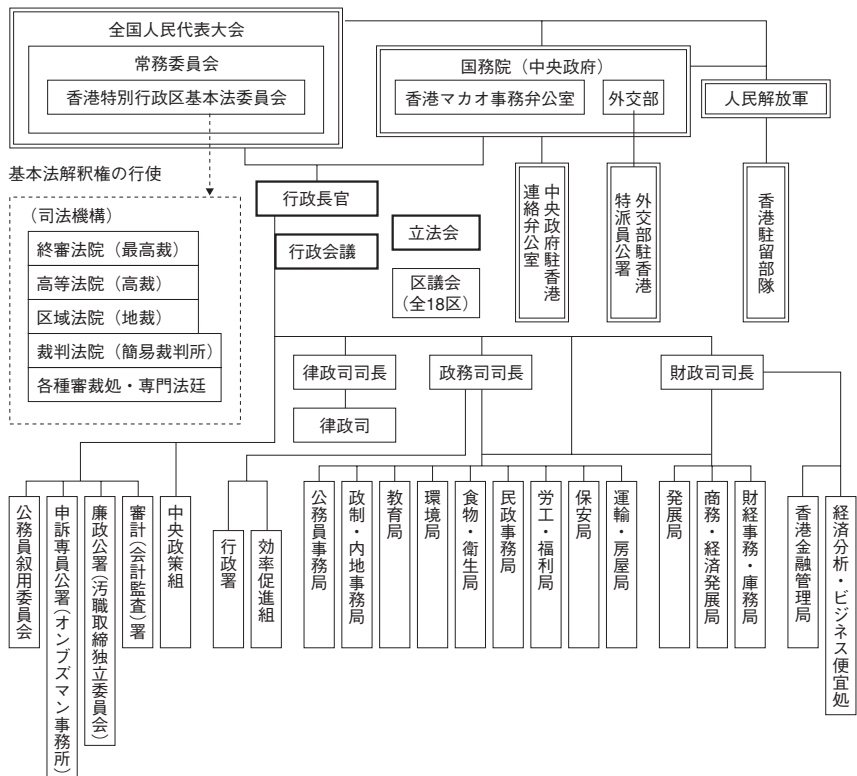 全国人民代表大会
常務委員会
香港特別行政区基本法委員会
国務院（中央政府）
香港マカオ事務弁公室
外交部
人民解放軍
基本法解釈権の行使
（司法機構）
終審法院（最高裁）
高等法院（高裁）
区域法院（地裁）
裁判法院（簡易裁判所）
各種審裁処・専門法廷
行政長官
行政会議
立法会
区議会
（全18区）
中央政府駐香港
連絡弁公室
外交部駐香港
特派員公署
香港駐留部隊
律政司司長
律政司
政務司司長
財政司司長
公務員叙用委員会
申訴専員公署（オンブズマン事務所）
廉政公署（汚職取締独立委員会）
審計（会計監査）署
中央政策組
行政署
効率促進組
公務員事務局
政制・内地事務局
教育局
環境局
食物・衛生局
民政事務局
労工・福利局
保安局
運輸・房屋局
発展局
商務・経済発展局
財経事務・庫務局
香港金融管理局
経済分析・ビジネス便宜処